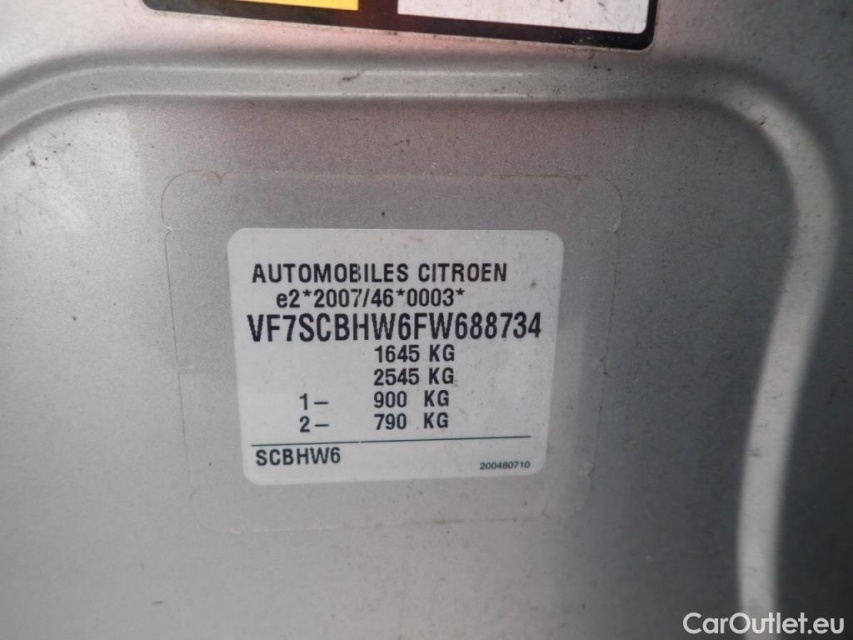 AUTOMOBILES CITROEN
e2*2007/46*0003*
VF7SCBHW6FW688734
1645 KG
2545 KG
1- 900 KG
2- 790 KG
SCBHW6
200480710
CarOutlet.eu